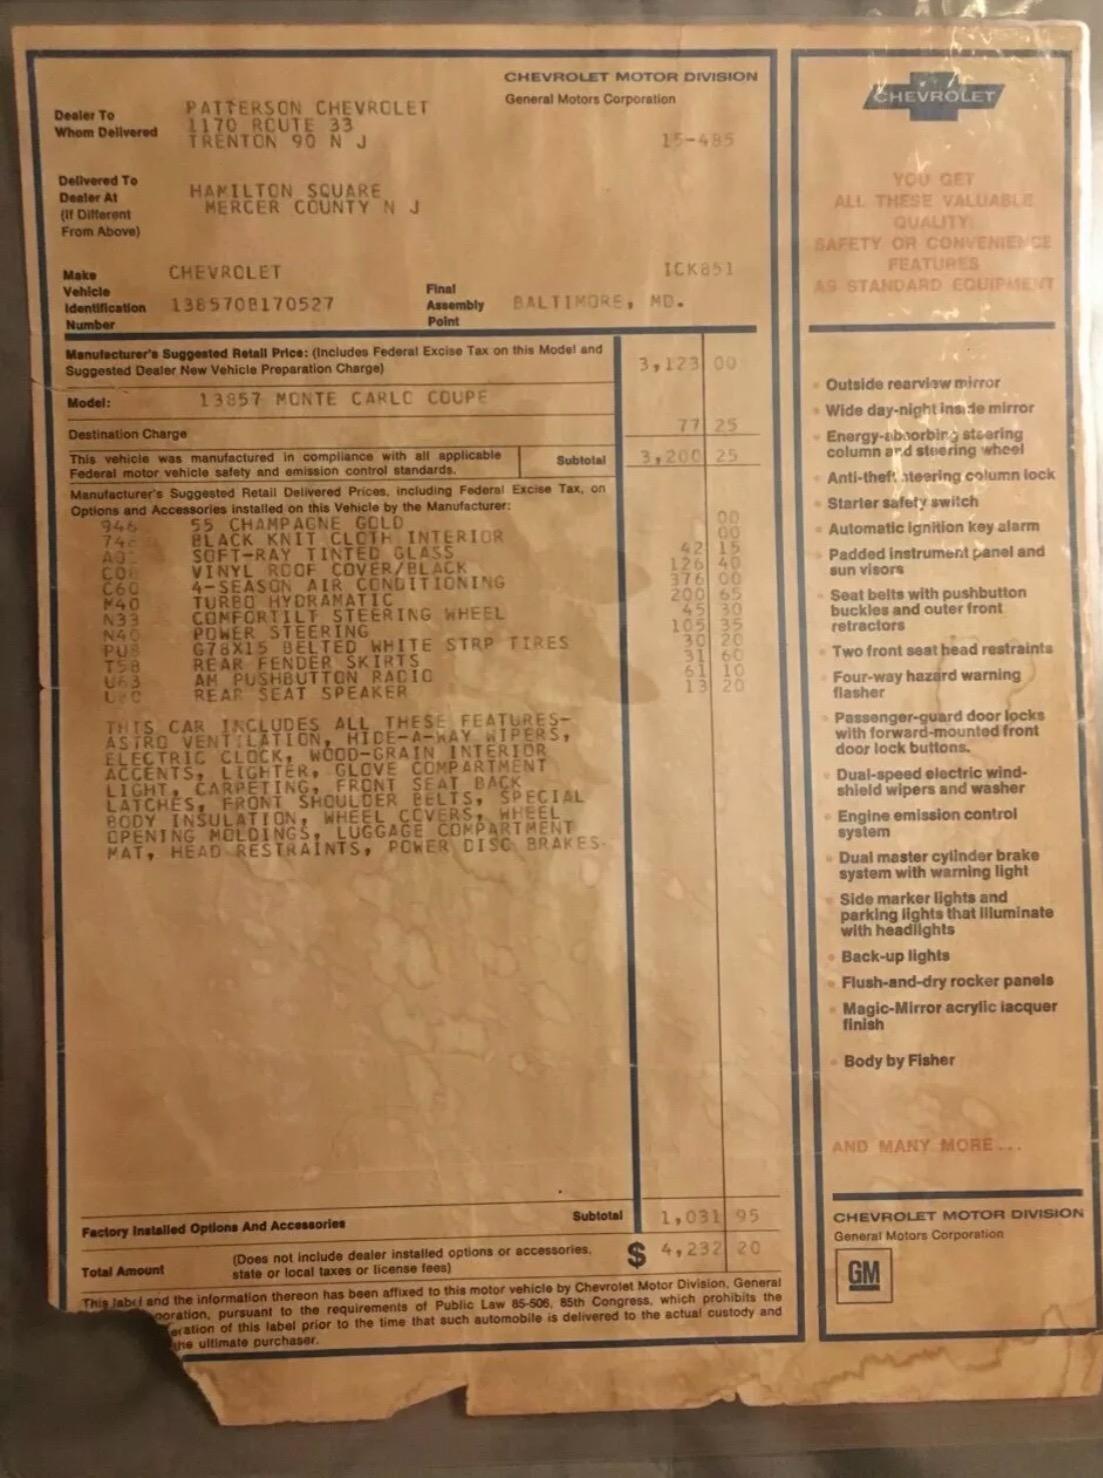 CHEVROLET MOTOR DIVISION
General Motors Corporation
Dealer To
Whom Delivered
PATTERSON CHEVROLET
1170 ROUTE 33
TRENTON 90 N J
15-485
Delivered To
Dealer At
(If Different
From Above)
HAMILTON SQUARE
MERCER COUNTY N J
Make
CHEVROLET
ICK851
Vehicle
Identification
Number
138570B170527
Final
Assembly
Point
BALTIMORE, MD.
Manufacturer's Suggested Retail Price: (Includes Federal Excise Tax on this Model and
Suggested Dealer New Vehicle Preparation Charge)
3,123 00
Model: 13857 MONTE CARLO COUPE
Destination Charge 77 25
This vehicle was manufactured in compliance with all applicable
Federal motor vehicle safety and emission control standards.
Subtotal 3,200 25
Manufacturer's Suggested Retail Delivered Prices, including Federal Excise Tax, on
Options and Accessories installed on this Vehicle by the Manufacturer:
946 55 CHAMPAGNE GOLD 00
BLACK KNIT CLOTH INTERIOR 00
SOFT-RAY TINTED GLASS 42 15
VINYL ROOF COVER/BLACK 126 40
C60 4-SEASON AIR CONDITIONING 376 00
M40 TURBO HYDRAMATIC 200 65
N33 COMFORTILT STEERING WHEEL 45 30
N40 POWER STEERING 105 35
PU8 G78X15 BELTED WHITE STRP TIRES 30 20
T58 REAR FENDER SKIRTS 31 60
U63 AM PUSHBUTTON RADIO 61 10
REAR SEAT SPEAKER 13 20
THIS CAR INCLUDES ALL THESE FEATURES-
ASTRO VENTILATION, HIDE-A-WAY WIPERS,
ELECTRIC CLOCK, WOOD-GRAIN INTERIOR
ACCENTS, LIGHTER, GLOVE COMPARTMENT
LIGHT, CARPETING, FRONT SEAT BACK
LATCHES, FRONT SHOULDER BELTS, SPECIAL
BODY INSULATION, WHEEL COVERS, WHEEL
OPENING MOLDINGS, LUGGAGE COMPARTMENT
MAT, HEAD RESTRAINTS, POWER DISC BRAKES.
Factory Installed Options And Accessories Subtotal 1,031 95
Total Amount
(Does not include dealer installed options or accessories,
state or local taxes or license fees)
$ 4,232 20
This label and the information thereon has been affixed to this motor vehicle by Chevrolet Motor Division, General
poration, pursuant to the requirements of Public Law 85-506, 85th Congress, which prohibits the
eration of this label prior to the time that such automobile is delivered to the actual custody and
he ultimate purchaser.
CHEVROLET
YOU GET
ALL THESE VALUABLE
QUALITY,
SAFETY OR CONVENIENCE
FEATURES
AS STANDARD EQUIPMENT
• Outside rearview mirror
• Wide day-night inside mirror
• Energy-absorbing steering
column and steering wheel
• Anti-theft steering column lock
• Starter safety switch
• Automatic ignition key alarm
• Padded instrument panel and
sun visors
• Seat belts with pushbutton
buckles and outer front
retractors
• Two front seat head restraints
• Four-way hazard warning
flasher
• Passenger-guard door locks
with forward-mounted front
door lock buttons.
• Dual-speed electric wind-
shield wipers and washer
• Engine emission control
system
• Dual master cylinder brake
system with warning light
• Side marker lights and
parking lights that illuminate
with headlights
• Back-up lights
• Flush-and-dry rocker panels
• Magic-Mirror acrylic lacquer
finish
• Body by Fisher
AND MANY MORE...
CHEVROLET MOTOR DIVISION
General Motors Corporation
GM